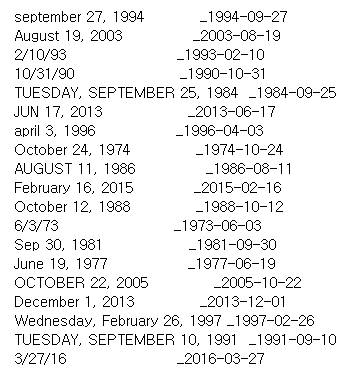 september 27, 1994 _1994-09-27
August 19, 2003 _2003-08-19
2/10/93 _1993-02-10
10/31/90 _1990-10-31
TUESDAY, SEPTEMBER 25, 1984 _1984-09-25
JUN 17, 2013 _2013-06-17
april 3, 1996 _1996-04-03
October 24, 1974 _1974-10-24
AUGUST 11, 1986 _1986-08-11
February 16, 2015 _2015-02-16
October 12, 1988 _1988-10-12
6/3/73 _1973-06-03
Sep 30, 1981 _1981-09-30
June 19, 1977 _1977-06-19
OCTOBER 22, 2005 _2005-10-22
December 1, 2013 _2013-12-01
Wednesday, February 26, 1997 _1997-02-26
TUESDAY, SEPTEMBER 10, 1991 _1991-09-10
3/27/16 _2016-03-27